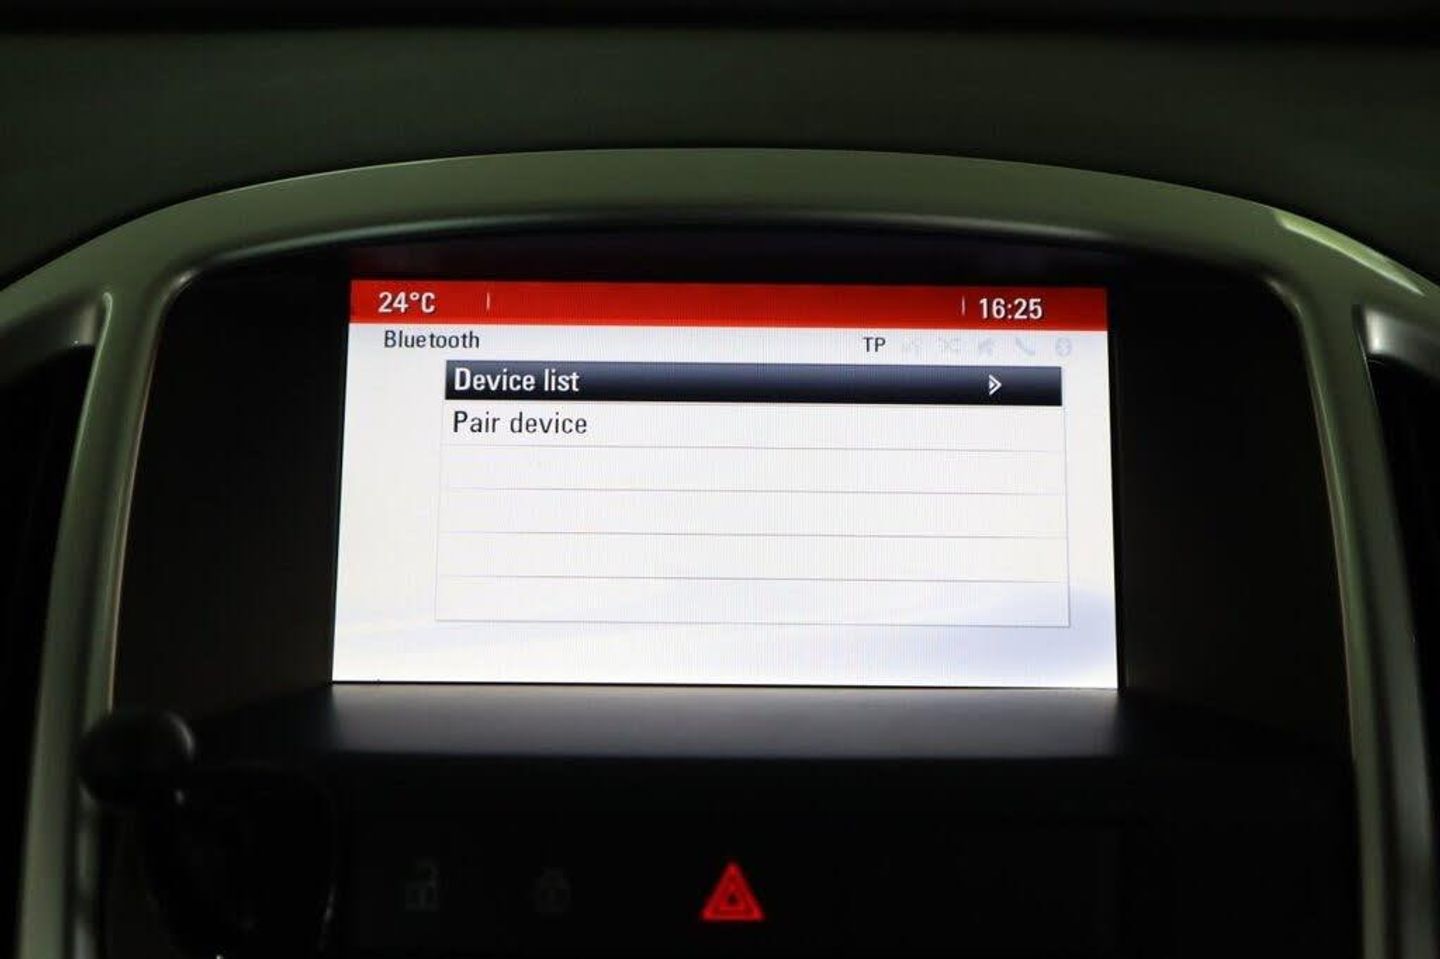 24°C 16:25
Bluetooth TP
Device list
Pair device